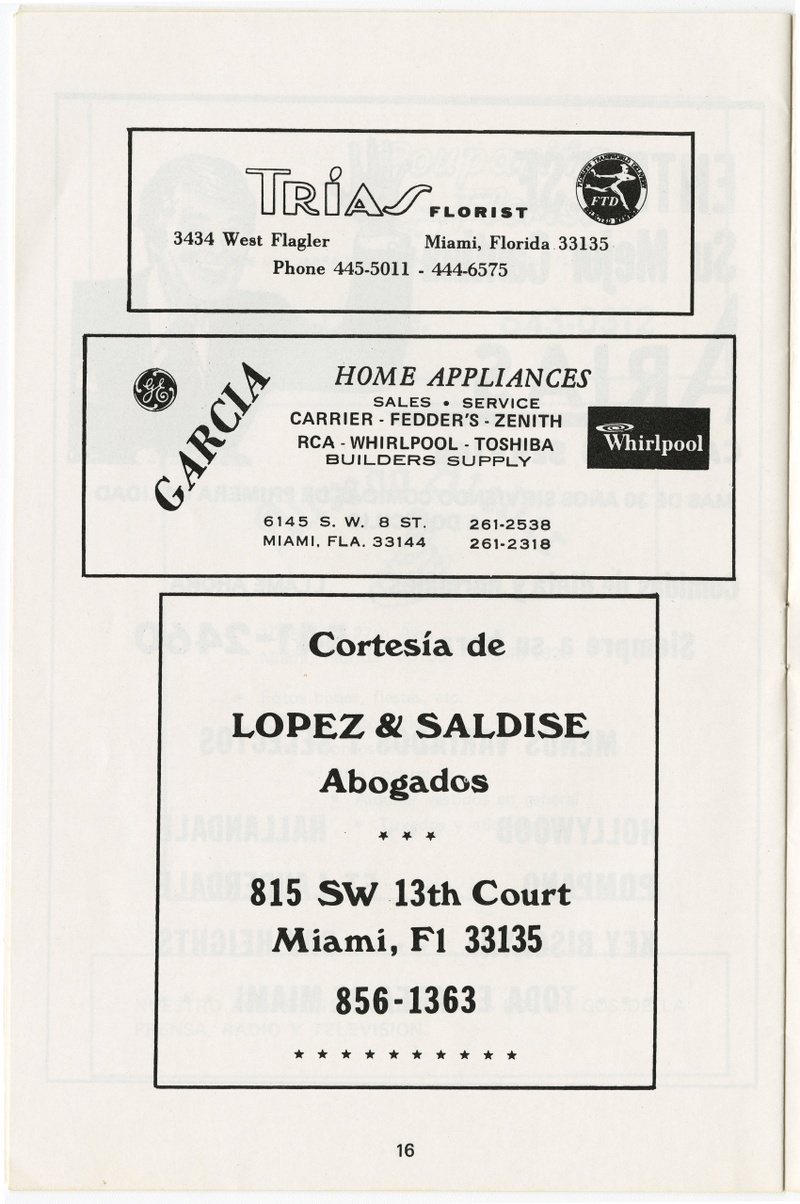 TRÍAS FLORIST
FTD
3434 West Flagler Miami, Florida 33135
Phone 445-5011 - 444-6575
GE
GARCIA
HOME APPLIANCES
SALES • SERVICE
CARRIER - FEDDER'S - ZENITH
RCA - WHIRLPOOL - TOSHIBA
BUILDERS SUPPLY
Whirlpool
6145 S. W. 8 ST. 261-2538
MIAMI, FLA. 33144 261-2318
Cortesía de
LOPEZ & SALDISE
Abogados
* * *
815 SW 13th Court
Miami, Fl 33135
856-1363
* * * * * * * * * *
16